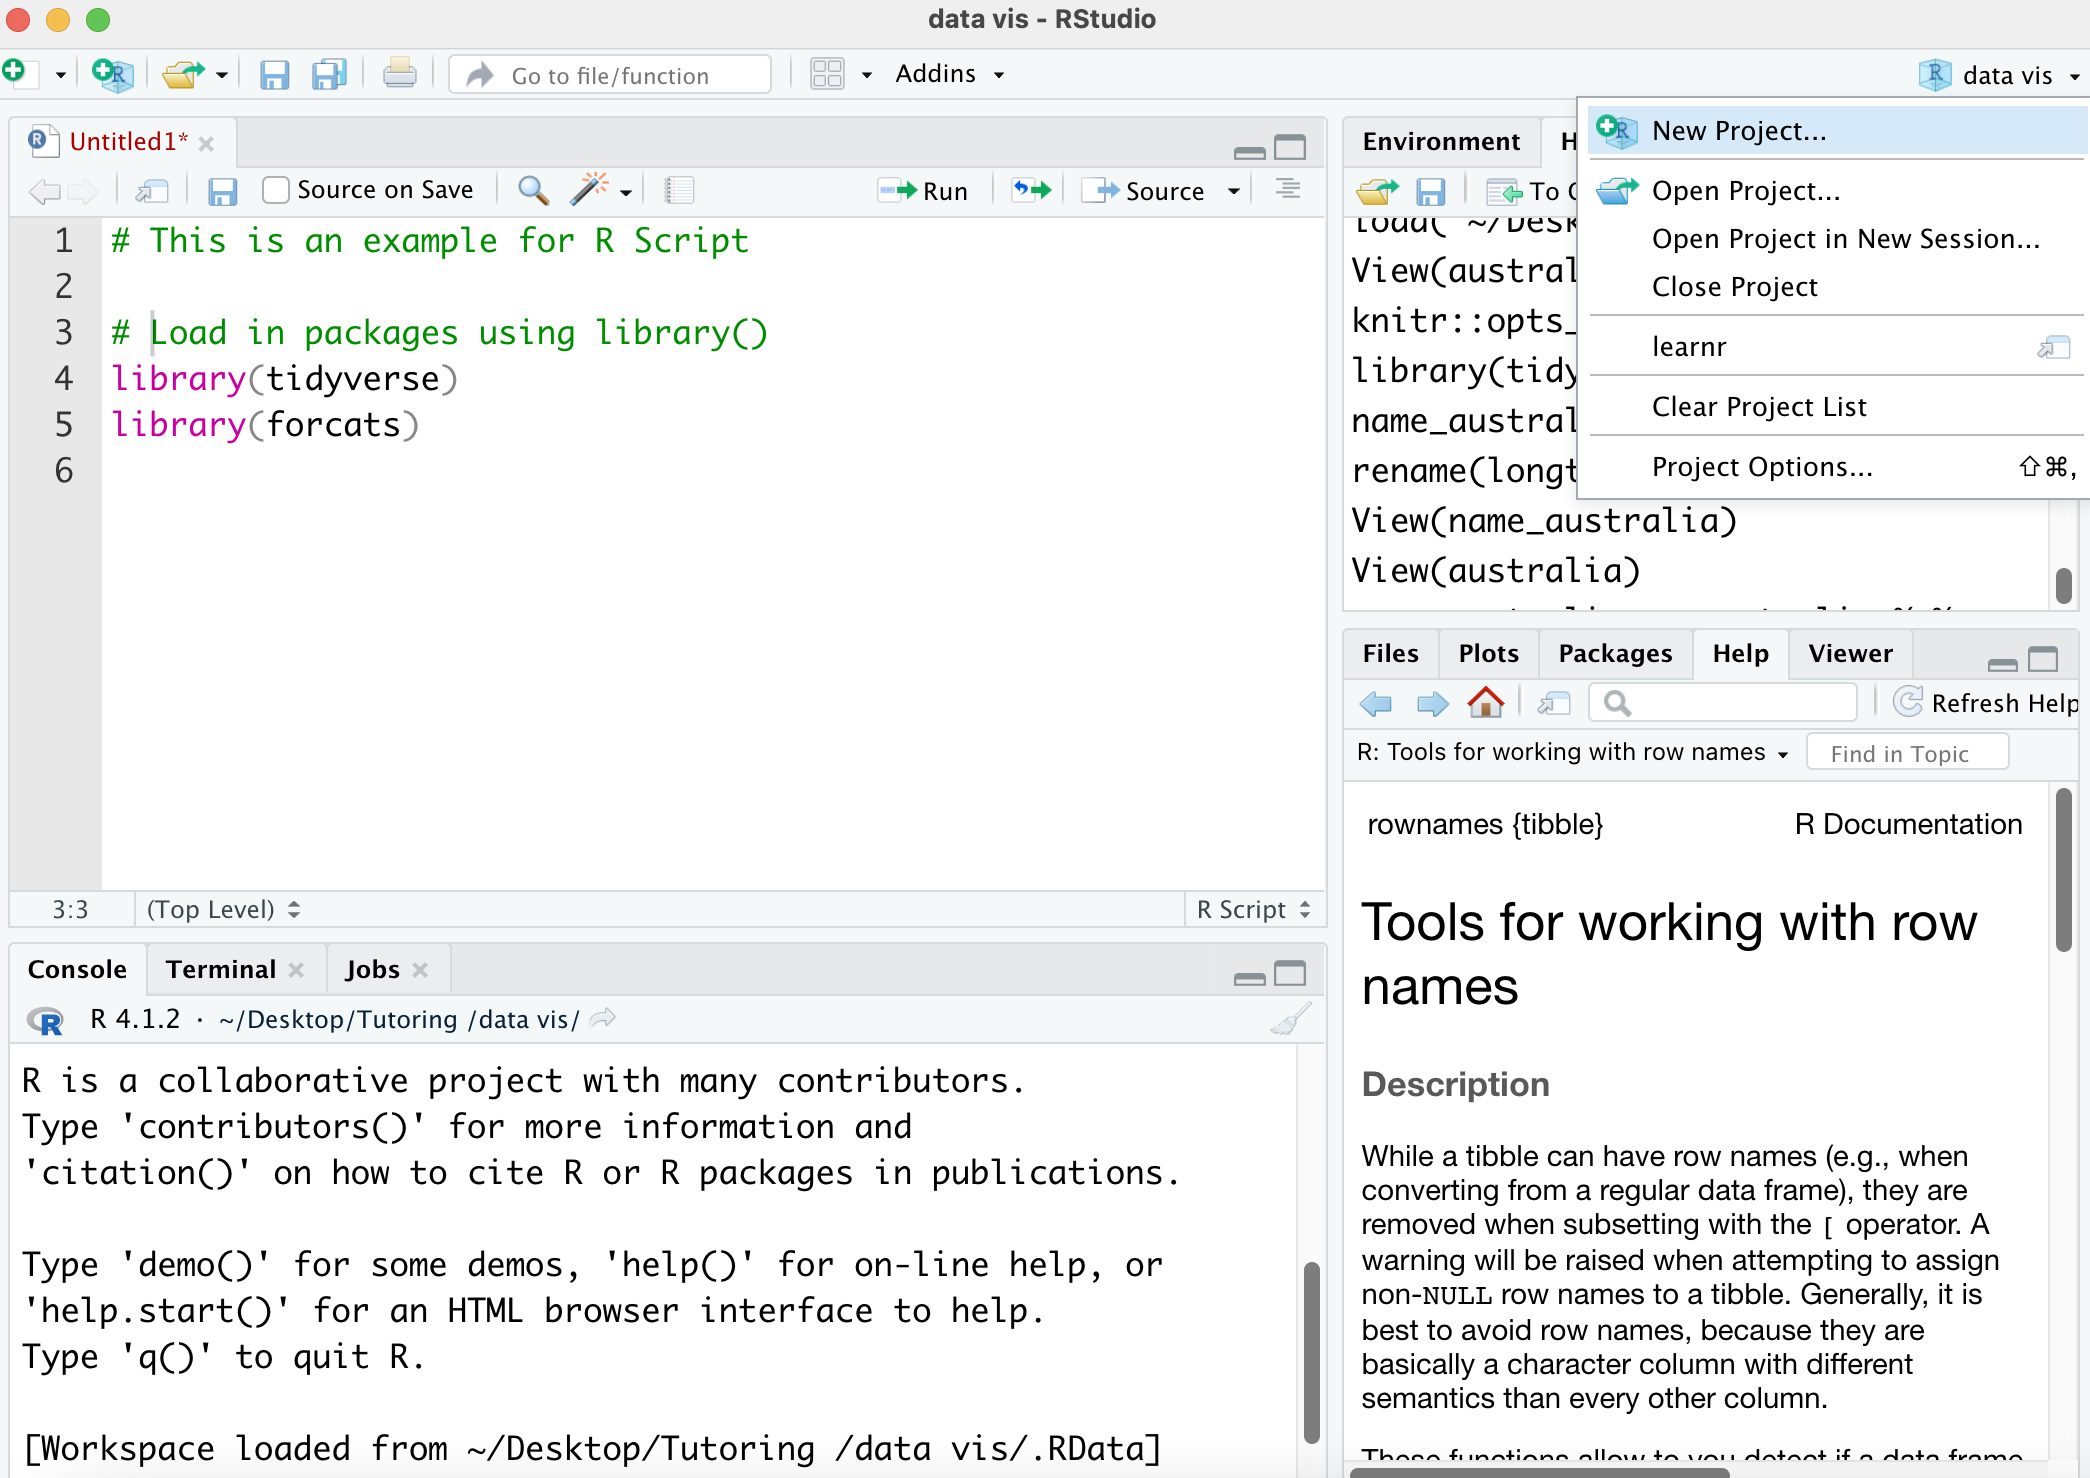 data vis - RStudio
Go to file/function
Addins
data vis
Untitled1*
Source on Save
Run
Source
1 # This is an example for R Script
2
3 # Load in packages using library()
4 library(tidyverse)
5 library(forcats)
6
3:3 (Top Level) R Script
Console Terminal Jobs
R 4.1.2 · ~/Desktop/Tutoring /data vis/
R is a collaborative project with many contributors.
Type 'contributors()' for more information and
'citation()' on how to cite R or R packages in publications.
Type 'demo()' for some demos, 'help()' for on-line help, or
'help.start()' for an HTML browser interface to help.
Type 'q()' to quit R.
[Workspace loaded from ~/Desktop/Tutoring /data vis/.RData]
Environment
To
View(austral
knitr::opts_
library(tidy
name_austral
rename(longt
View(name_australia)
View(australia)
New Project...
Open Project...
Open Project in New Session...
Close Project
learnr
Clear Project List
Project Options... ⇧⌘,
Files Plots Packages Help Viewer
Refresh Help
R: Tools for working with row names Find in Topic
rownames {tibble} R Documentation
Tools for working with row
names
Description
While a tibble can have row names (e.g., when
converting from a regular data frame), they are
removed when subsetting with the [ operator. A
warning will be raised when attempting to assign
non-NULL row names to a tibble. Generally, it is
best to avoid row names, because they are
basically a character column with different
semantics than every other column.
These functions allow to you detect if a data frame